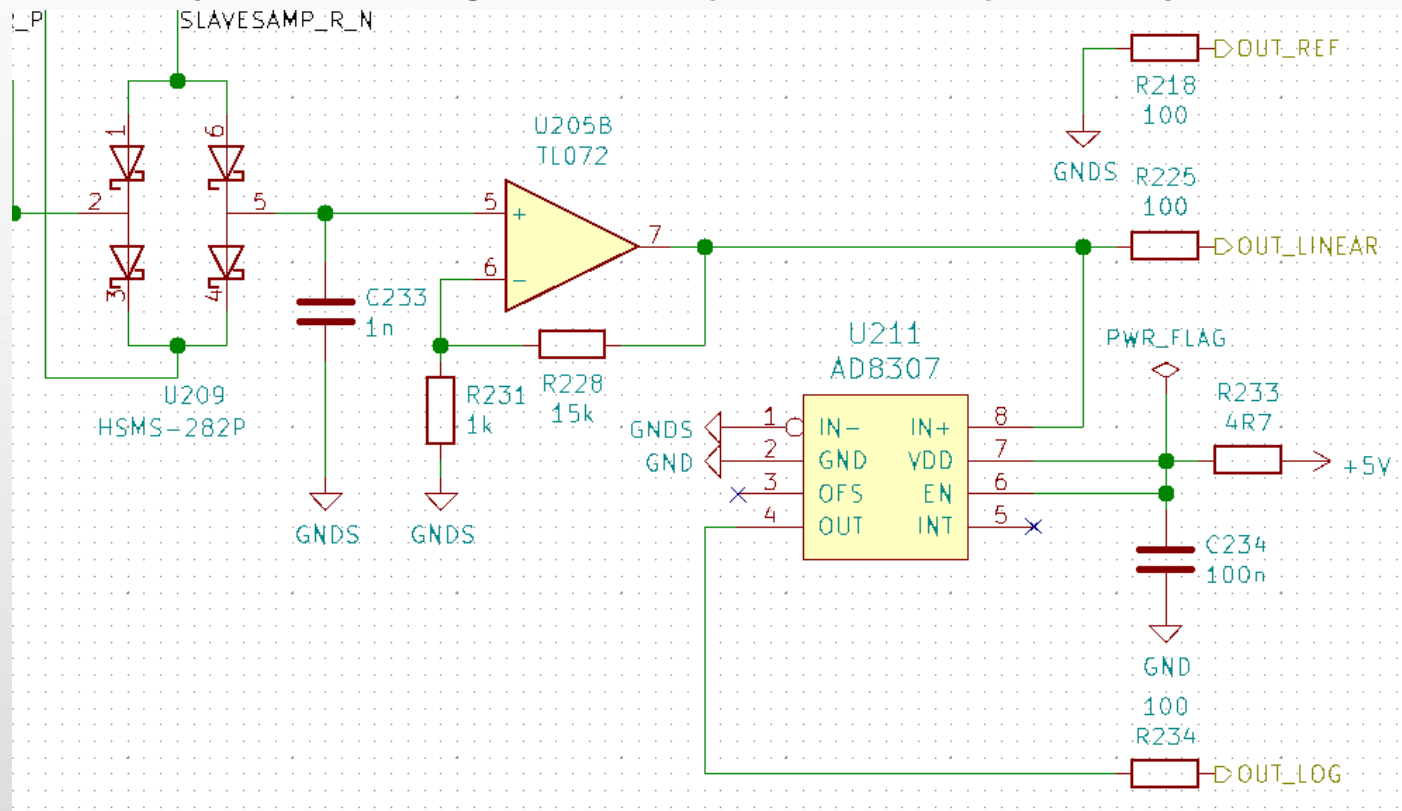 _P
SLAVESAMP_R_N
OUT_REF
R218
100
GNDS
1
6
2
5
3
4
U209
HSMS-282P
C233
1n
GNDS
U205B
TL072
5
+
6
−
7
R231
1k
GNDS
R228
15k
R225
100
OUT_LINEAR
U211
AD8307
GNDS
1
IN-
IN+
8
GND
2
GND
VDD
7
3
OFS
EN
6
4
OUT
INT
5
PWR_FLAG
R233
4R7
+5V
C234
100n
GND
100
R234
OUT_LOG